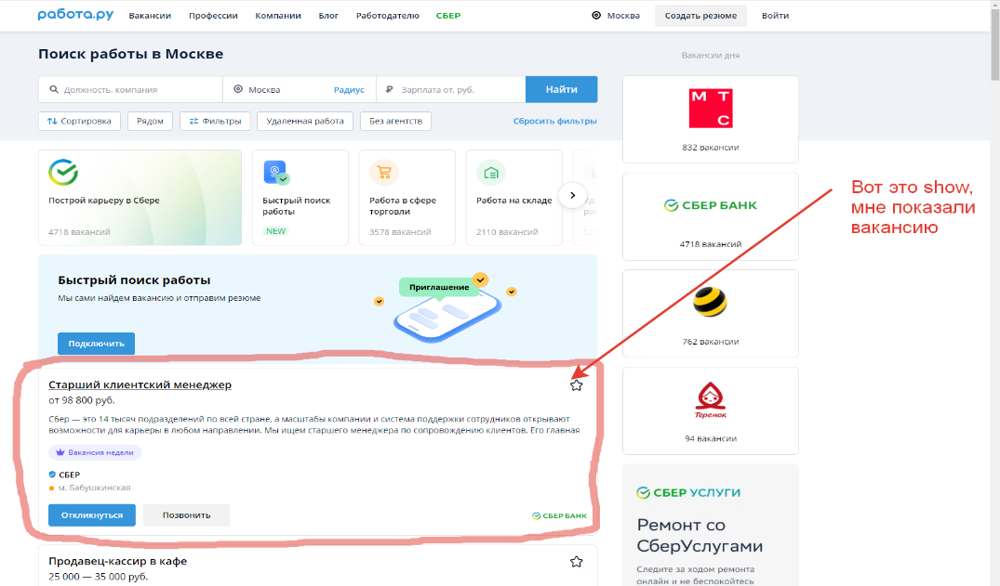 работа.ру Вакансии Профессии Компании Блог Работодателю СБЕР Москва Создать резюме Войти
Поиск работы в Москве
Вакансии дня
Должность, компания Москва Радиус ₽ Зарплата от, руб. Найти
Сортировка Рядом Фильтры Удаленная работа Без агентств Сбросить фильтры
МТС
832 вакансии
Построй карьеру в Сбере
4718 вакансий
Быстрый поиск
работы
NEW
Работа в сфере
торговли
3578 вакансий
Работа на складе
2110 вакансий
СБЕР БАНК
4718 вакансий
Вот это show,
мне показали
вакансию
Быстрый поиск работы
Мы сами найдем вакансию и отправим резюме
Подключить
Приглашение
762 вакансии
Старший клиентский менеджер
от 98 800 руб.
Сбер — это 14 тысяч подразделений по всей стране, а масштабы компании и система поддержки сотрудников открывают
возможности для карьеры в любом направлении. Мы ищем старшего менеджера по сопровождению клиентов. Его главная
Вакансия недели
СБЕР
м. Бабушкинская
Откликнуться Позвонить СБЕР БАНК
Теремок
94 вакансии
Продавец-кассир в кафе
25 000 — 35 000 руб.
СБЕР УСЛУГИ
Ремонт со
СберУслугами
Следите за ходом ремонта
онлайн и не беспокойтесь